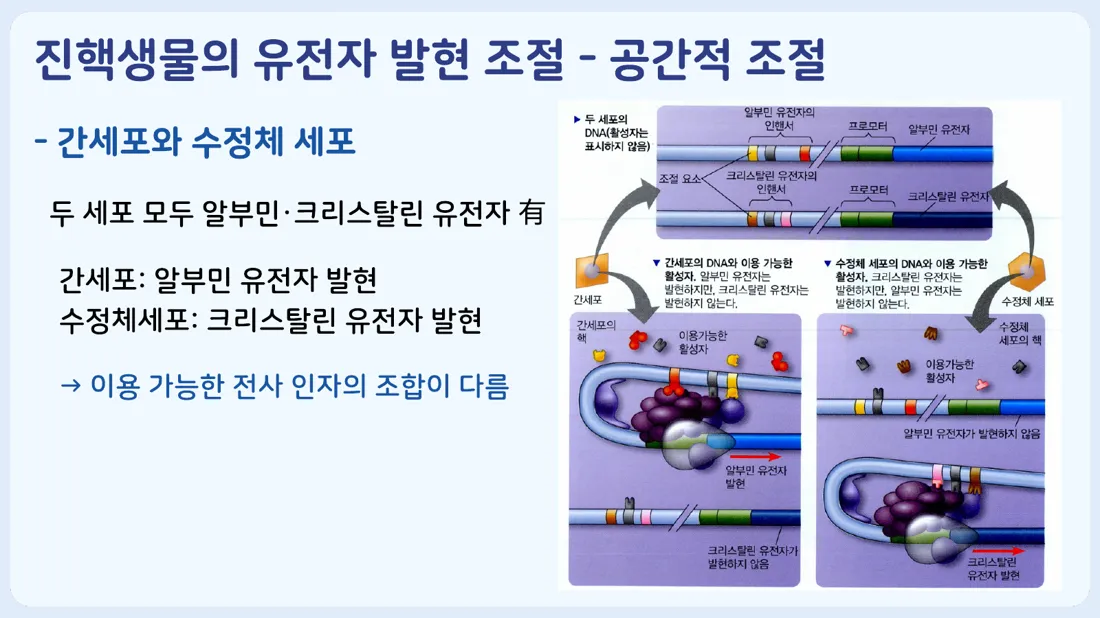 진핵생물의 유전자 발현 조절 - 공간적 조절
- 간세포와 수정체 세포
두 세포 모두 알부민·크리스탈린 유전자 有
간세포: 알부민 유전자 발현
수정체세포: 크리스탈린 유전자 발현
→ 이용 가능한 전사 인자의 조합이 다름
▶ 두 세포의
DNA(활성자는
표시하지 않음)
알부민 유전자의
인핸서
프로모터
알부민 유전자
조절 요소
크리스탈린 유전자의
인핸서
프로모터
크리스탈린 유전자
간세포
▼ 간세포의 DNA와 이용 가능한
활성자. 알부민 유전자는
발현하지만, 크리스탈린 유전자는
발현하지 않는다.
▼ 수정체 세포의 DNA와 이용 가능한
활성자. 크리스탈린 유전자는
발현하지만, 알부민 유전자는
발현하지 않는다.
수정체 세포
간세포의
핵
이용가능한
활성자
알부민 유전자
발현
크리스탈린 유전자가
발현하지 않음
수정체
세포의 핵
이용가능한
활성자
알부민 유전자가 발현하지 않음
크리스탈린
유전자 발현